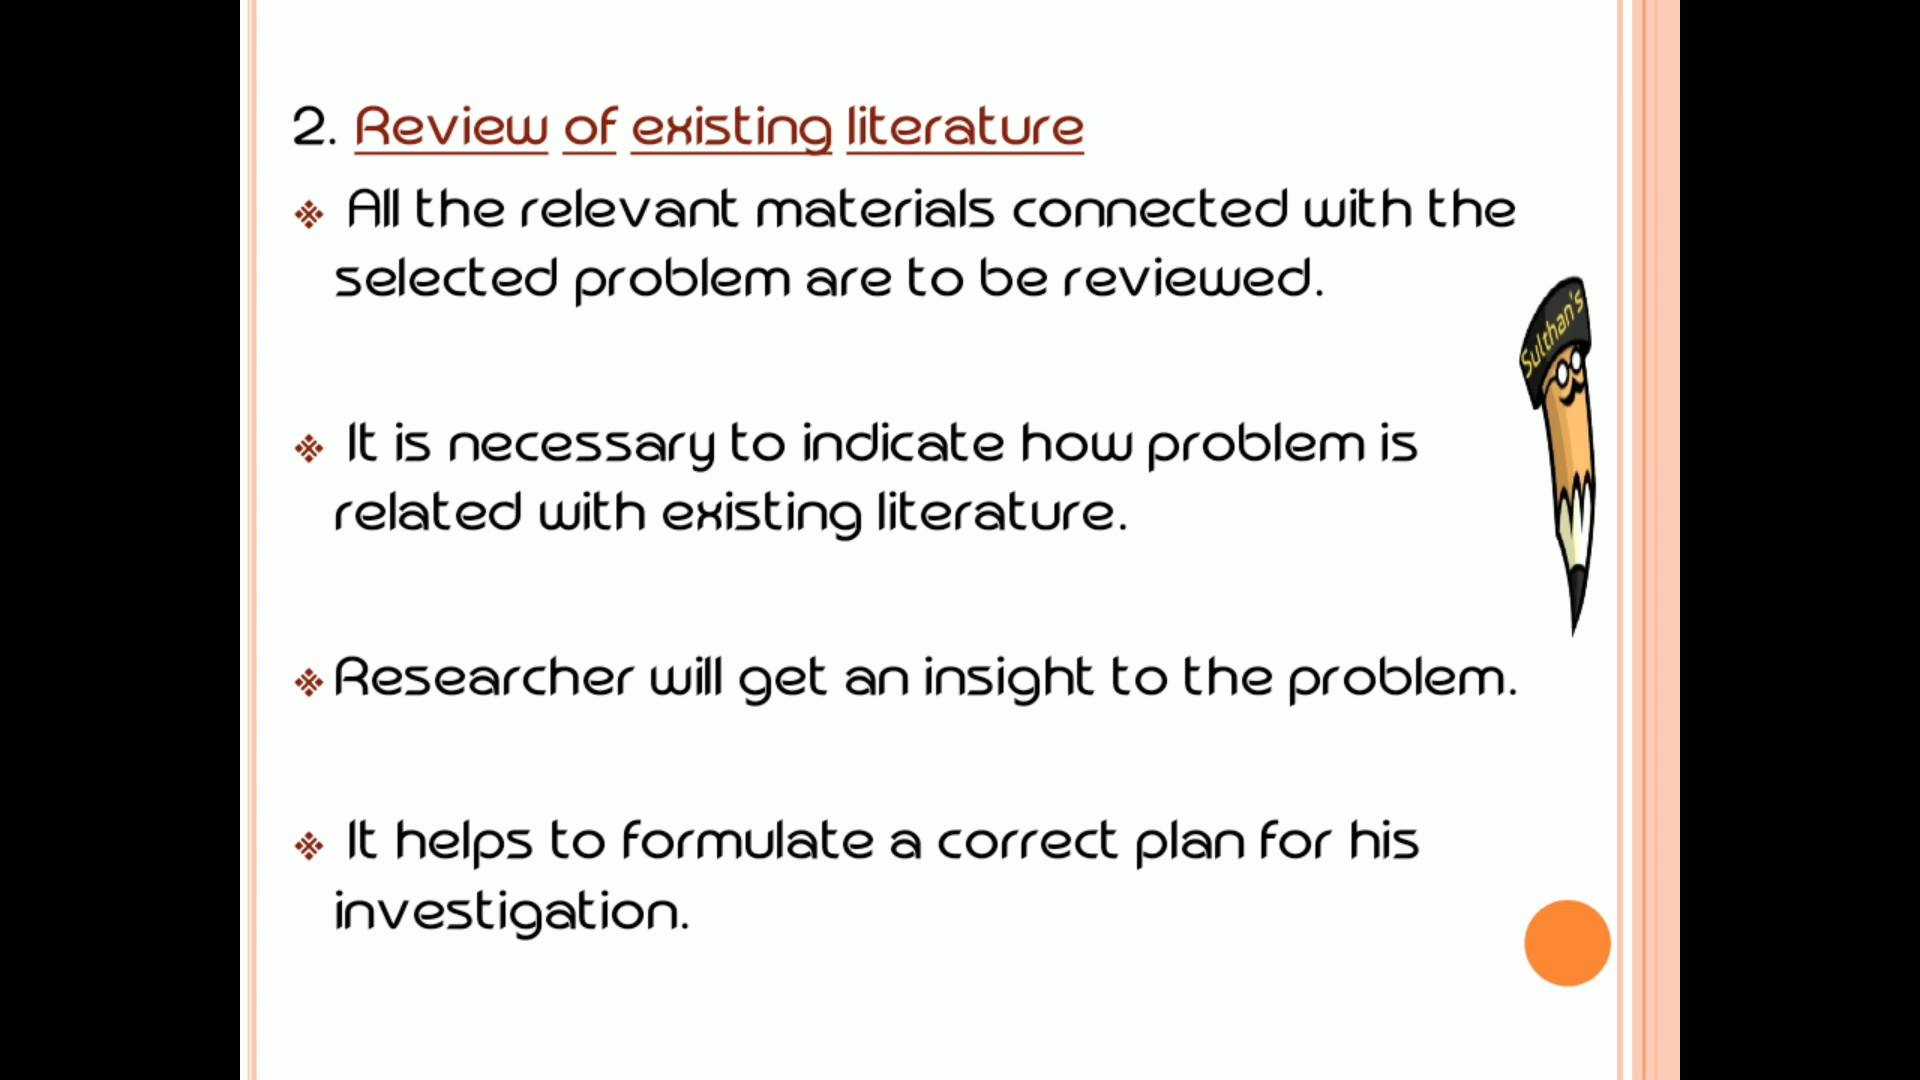 2. Review of existing literature
❖ All the relevant materials connected with the
selected problem are to be reviewed.
Sulthan's
❖ It is necessary to indicate how problem is
related with existing literature.
❖ Researcher will get an insight to the problem.
❖ It helps to formulate a correct plan for his
investigation.